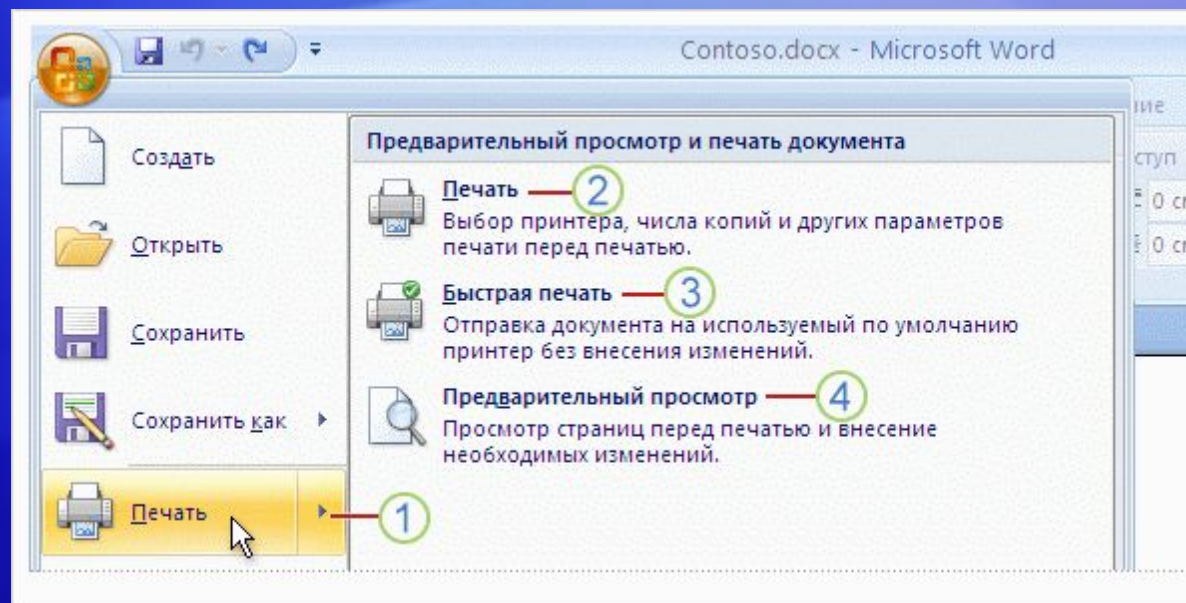 Contoso.docx - Microsoft Word
Создать
Открыть
Сохранить
Сохранить как
Печать
1
Предварительный просмотр и печать документа
Печать 2
Выбор принтера, числа копий и других параметров
печати перед печатью.
Быстрая печать 3
Отправка документа на используемый по умолчанию
принтер без внесения изменений.
Предварительный просмотр 4
Просмотр страниц перед печатью и внесение
необходимых изменений.